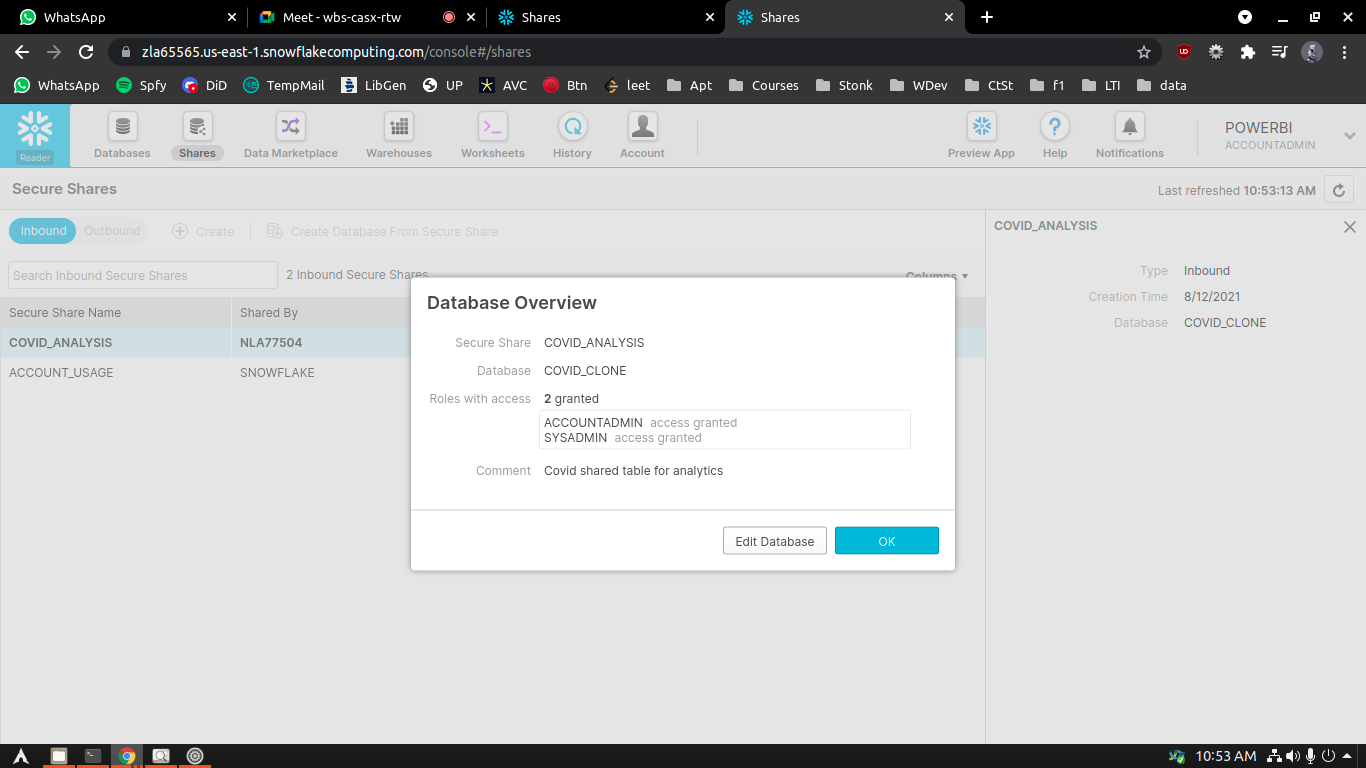 WhatsApp
Meet - wbs-casx-rtw
Shares
Shares
zla65565.us-east-1.snowflakecomputing.com/console#/shares
WhatsApp Spfy DiD TempMail LibGen UP AVC Btn leet Apt Courses Stonk WDev CtSt f1 LTI data
Reader
Databases Shares Data Marketplace Warehouses Worksheets History Account Preview App Help Notifications
POWERBI
ACCOUNTADMIN
Secure Shares
Last refreshed 10:53:13 AM
Inbound Outbound Create Create Database From Secure Share
Search Inbound Secure Shares 2 Inbound Secure Shares Columns
Secure Share Name Shared By
COVID_ANALYSIS NLA77504
ACCOUNT_USAGE SNOWFLAKE
COVID_ANALYSIS
Type Inbound
Creation Time 8/12/2021
Database COVID_CLONE
Database Overview
Secure Share COVID_ANALYSIS
Database COVID_CLONE
Roles with access 2 granted
ACCOUNTADMIN access granted
SYSADMIN access granted
Comment Covid shared table for analytics
Edit Database OK
10:53 AM